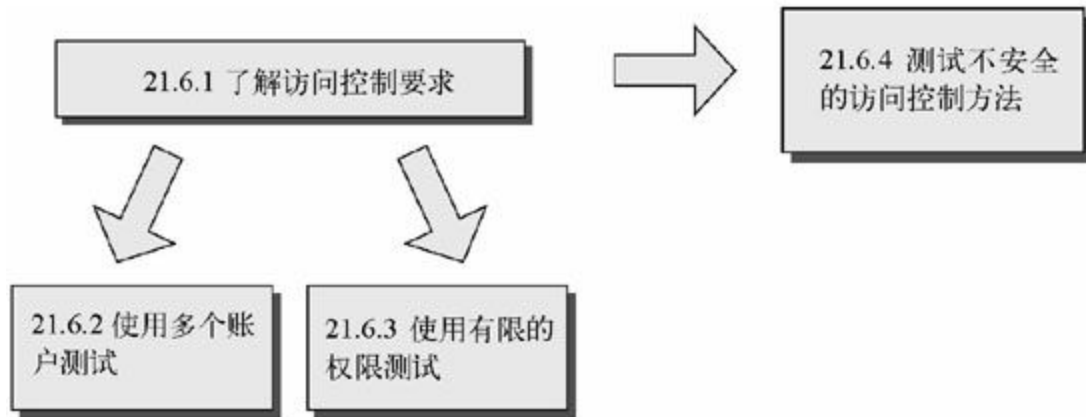 21.6.1 了解访问控制要求
21.6.4 测试不安全
的访问控制方法
21.6.2 使用多个账
户测试
21.6.3 使用有限的
权限测试